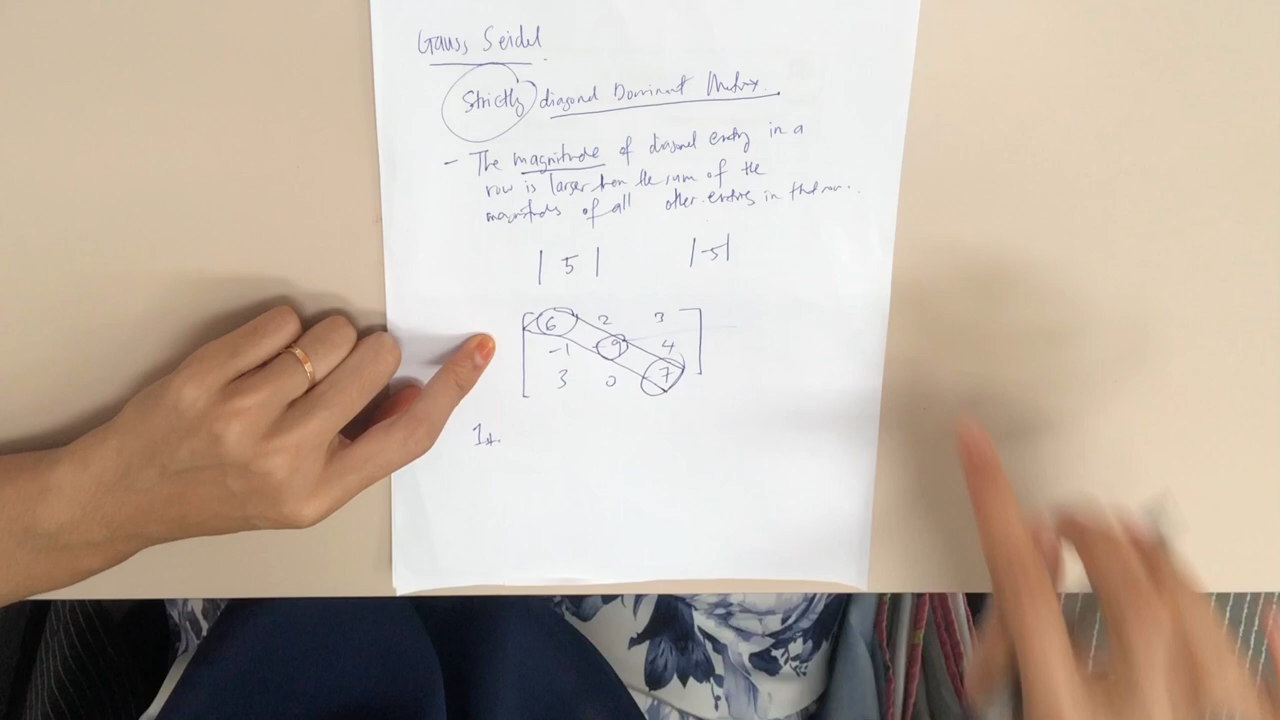 Gauss Seidel
Strictly diagonal Dominant Matrix.
- The magnitude of diagonal entry in a
row is larger than the sum of the
magnitudes of all other entries in that row.
| 5 | |-5|
6 2 3
-1 -9 4
3 0 7
1st.